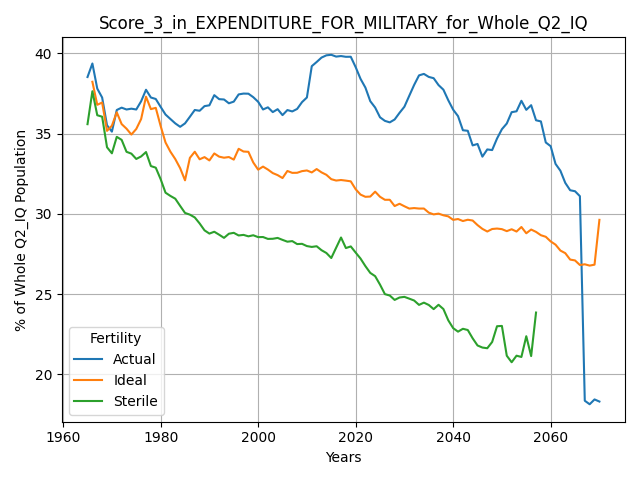 Score_3_in_EXPENDITURE_FOR_MILITARY_for_Whole_Q2_IQ
% of Whole Q2_IQ Population
40
35
30
25
20
Fertility
Actual
Ideal
Sterile
1960
1980
2000
2020
2040
2060
Years